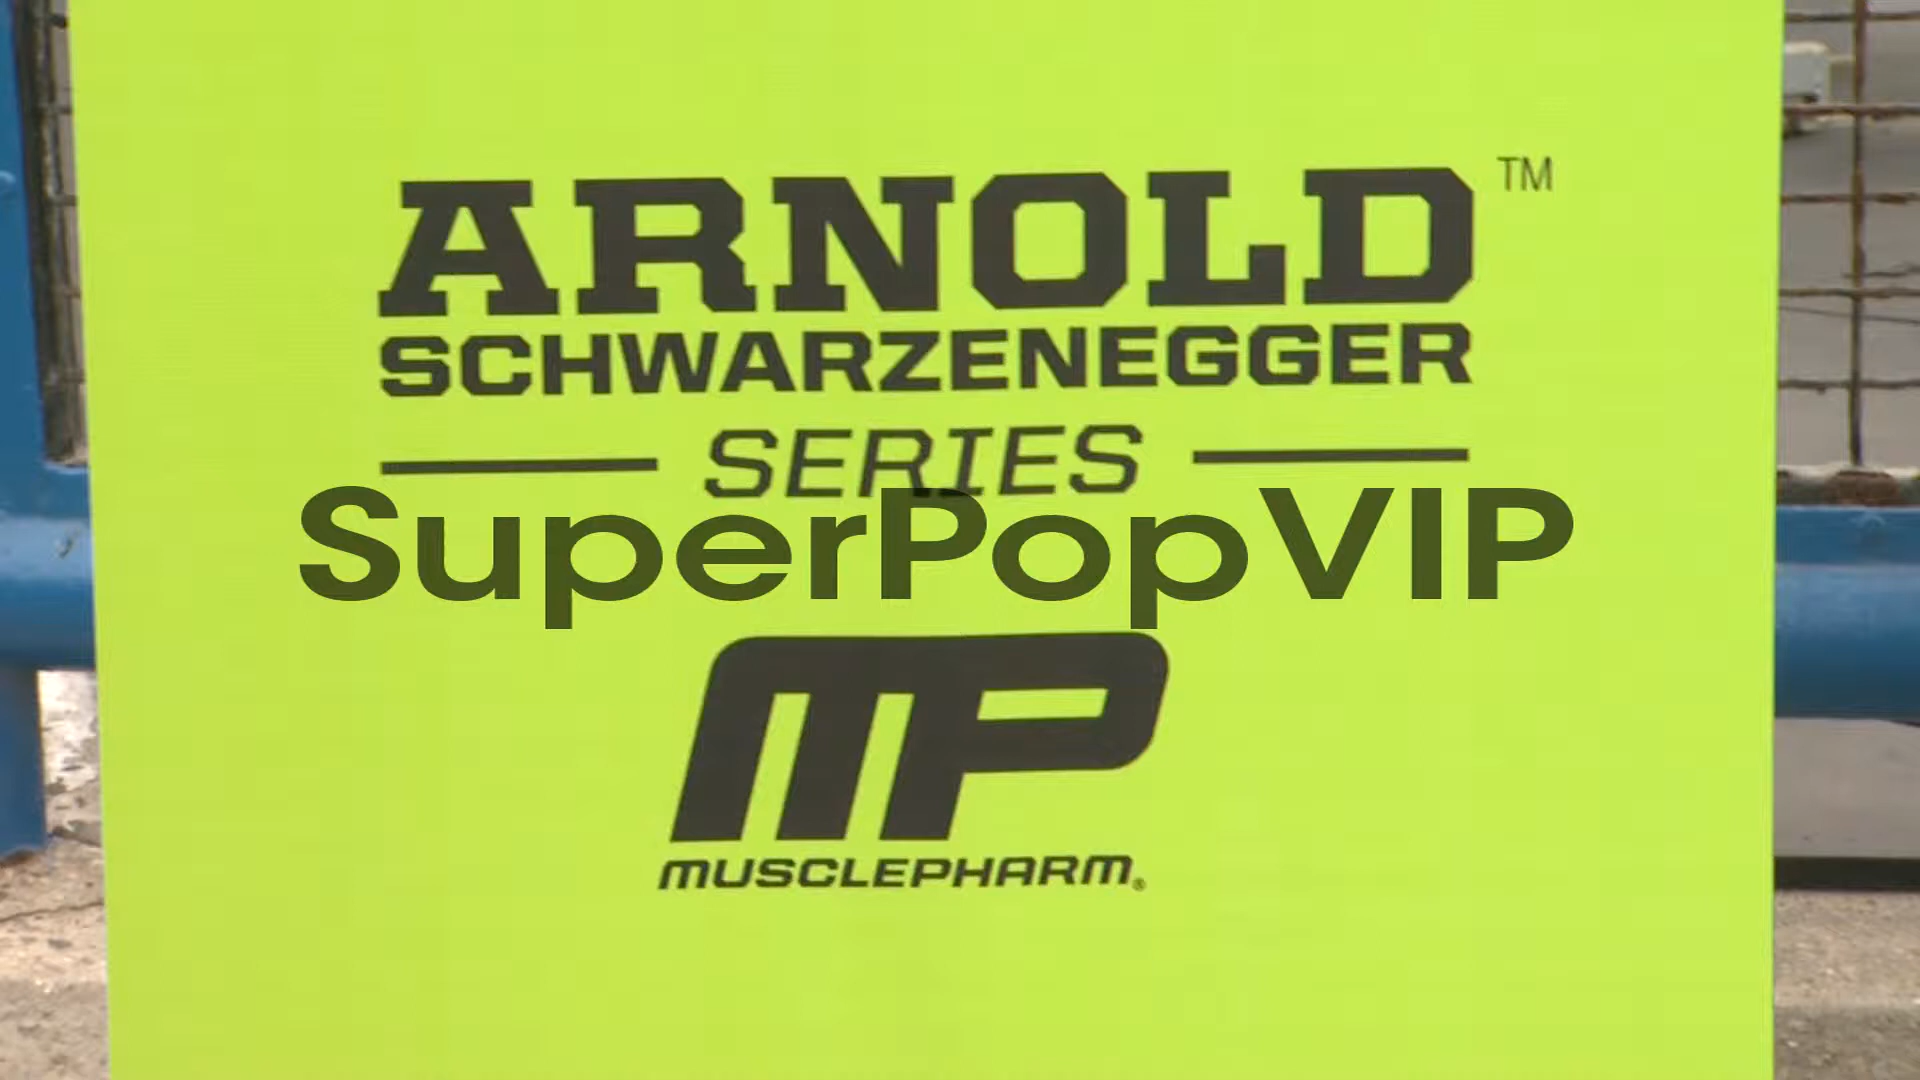 ARNOLD™
SCHWARZENEGGER
SERIES
SuperPopVIP
MP
MUSCLEPHARM®